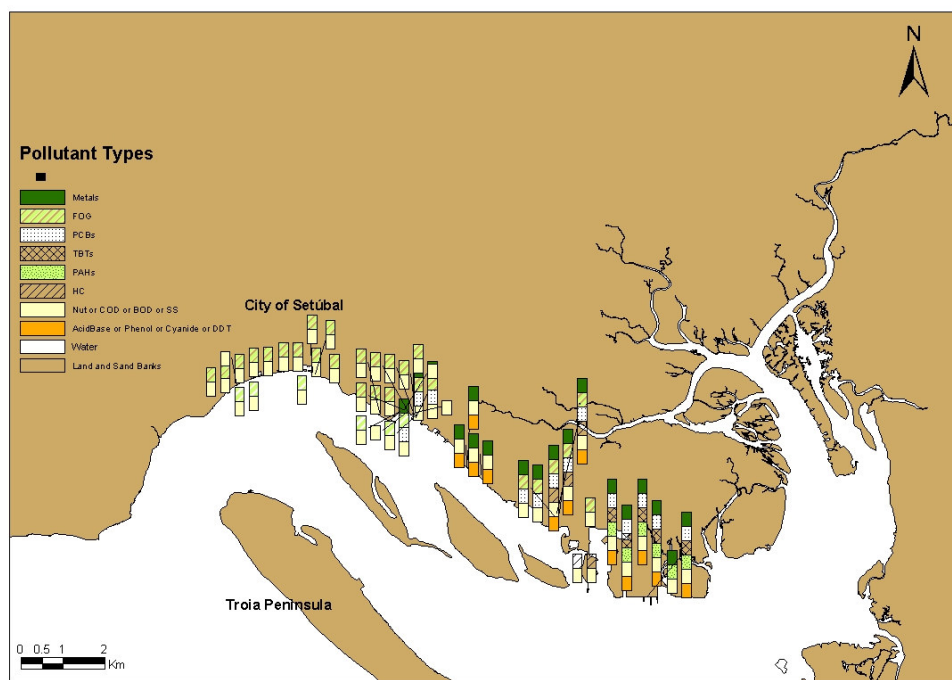 N
Pollutant Types
Metals
FOG
PCBs
TBTs
PAHs
HC
Nut or COD or BOD or SS
AcidBase or Phenol or Cyanide or DDT
Water
Land and Sand Banks
City of Setúbal
Troia Peninsula
0 0.5 1 2
Km